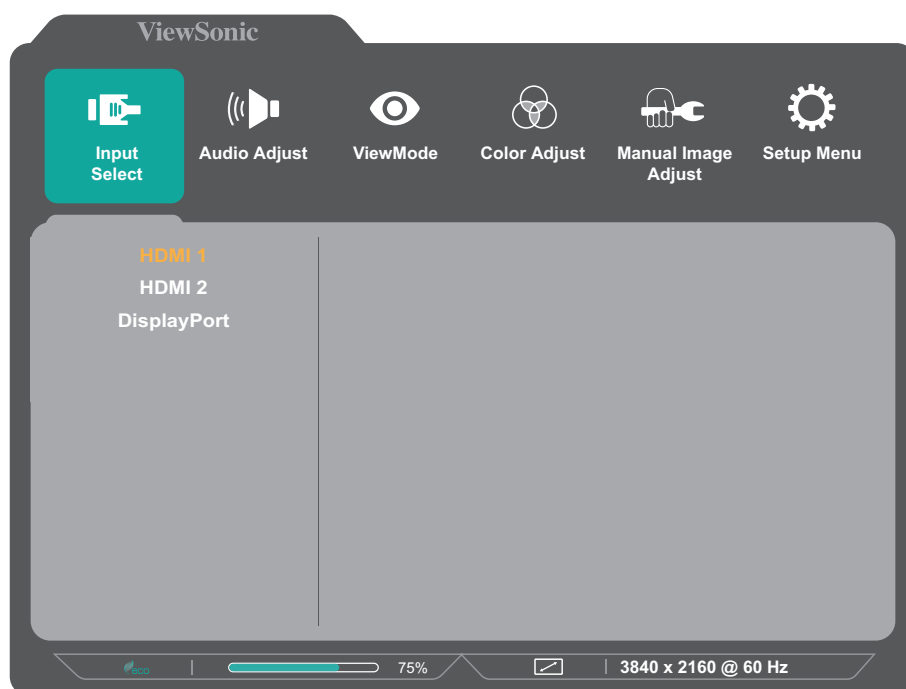 ViewSonic
Input
Select
Audio Adjust
ViewMode
Color Adjust
Manual Image
Adjust
Setup Menu
HDMI 1
HDMI 2
DisplayPort
eco
75%
3840 x 2160 @ 60 Hz